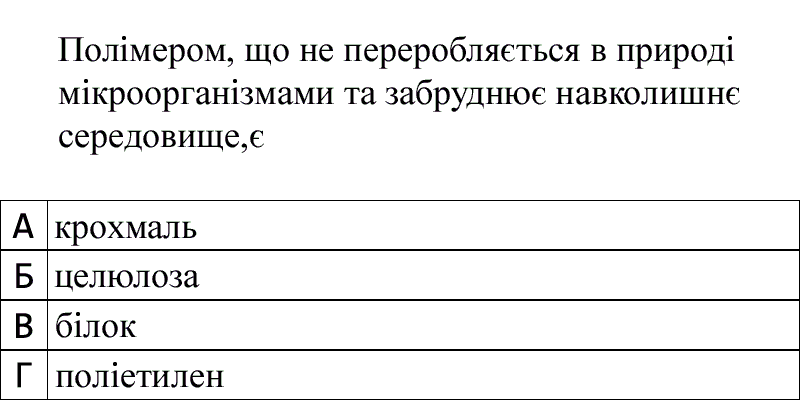 Полімером, що не переробляється в природі
мікроорганізмами та забруднює навколишнє
середовище,є
А крохмаль
Б целюлоза
В білок
Г поліетилен